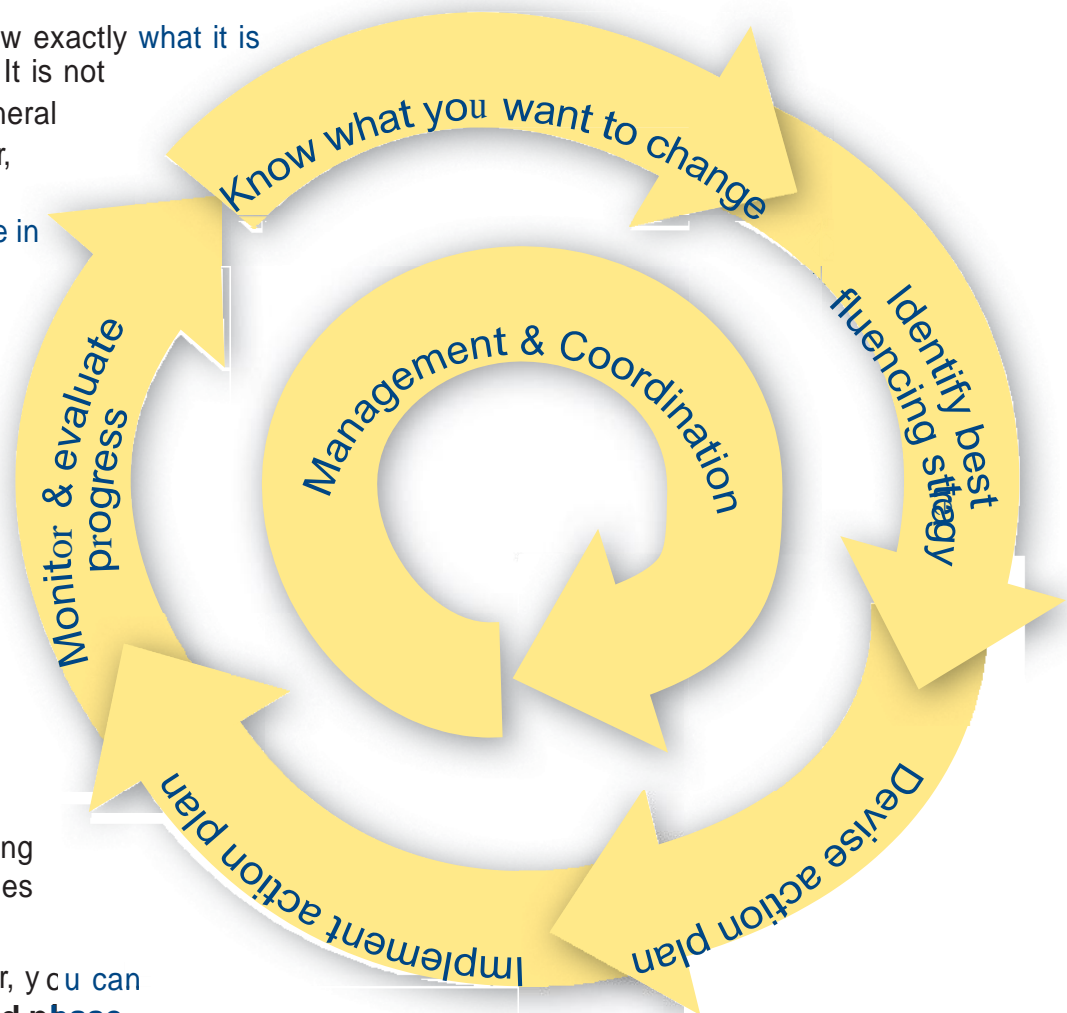 w exactly what it is
It is not
neral
r,
e in
Know what you want to change
Identify best
fluencing
Management & Coordination
Monitor & evaluate
progress
Devise action plan
Implement action plan
ng
es
r, you can